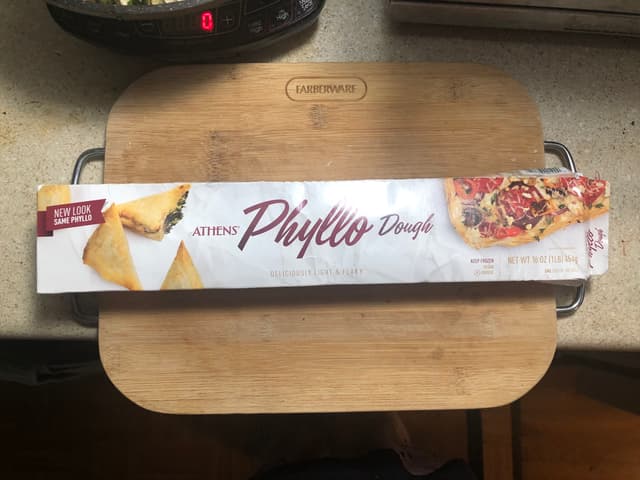 0
FARBERWARE
NEW LOOK
SAME PHYLLO
ATHENS® Phyllo Dough
DELICIOUSLY LIGHT & FLAKY
KEEP FROZEN
NET WT 16 OZ (1LB) 454g